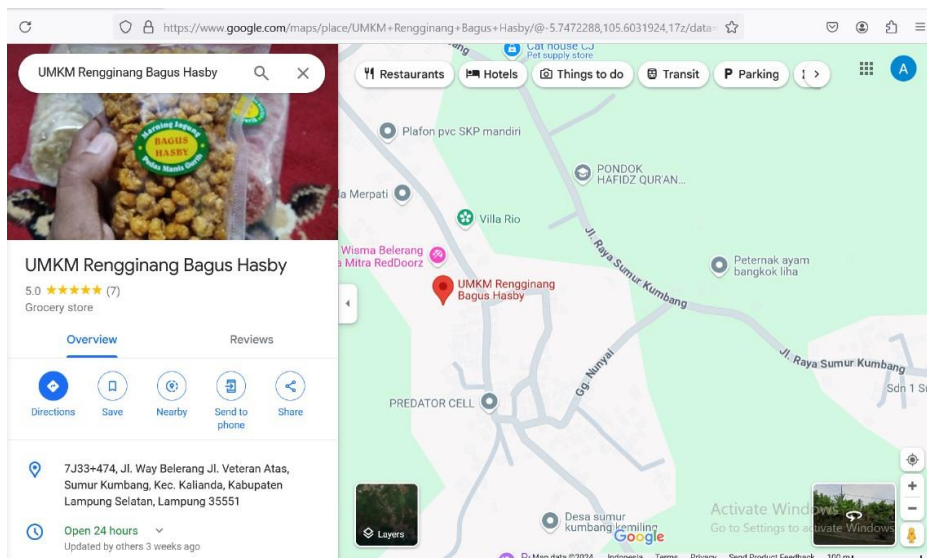 https://www.google.com/maps/place/UMKM+Rengginang+Bagus+Hasby/@-5.7472288,105.6031924,17z/data=
UMKM Rengginang Bagus Hasby
Marning Jagung
BAGUS
HASBY
Pedas Manis Gurih
UMKM Rengginang Bagus Hasby
5.0 (7)
Grocery store
Overview
Reviews
Directions
Save
Nearby
Send to
phone
Share
7J33+474, Jl. Way Belerang Jl. Veteran Atas,
Sumur Kumbang, Kec. Kalianda, Kabupaten
Lampung Selatan, Lampung 35551
Open 24 hours
Updated by others 3 weeks ago
Restaurants
Hotels
Things to do
Transit
Parking
A
Cat house CJ
Pet supply store
Plafon pvc SKP mandiri
PONDOK
HAFIDZ QUR'AN...
Merpati
Villa Rio
Wisma Belerang
Mitra RedDoorz
UMKM Rengginang
Bagus Hasby
Jl. Raya Sumur Kumbang
Peternak ayam
bangkok liha
Gg. Nunyai
Jl. Raya Sumur Kumbang
Sdn 1
PREDATOR CELL
Desa sumur
kumbang kemiling
Layers
Google
Activate Windows
Go to Settings to activate Windows
Map data ©2024
Indonesia
Terms
Privacy
Send Product Feedback
100 m